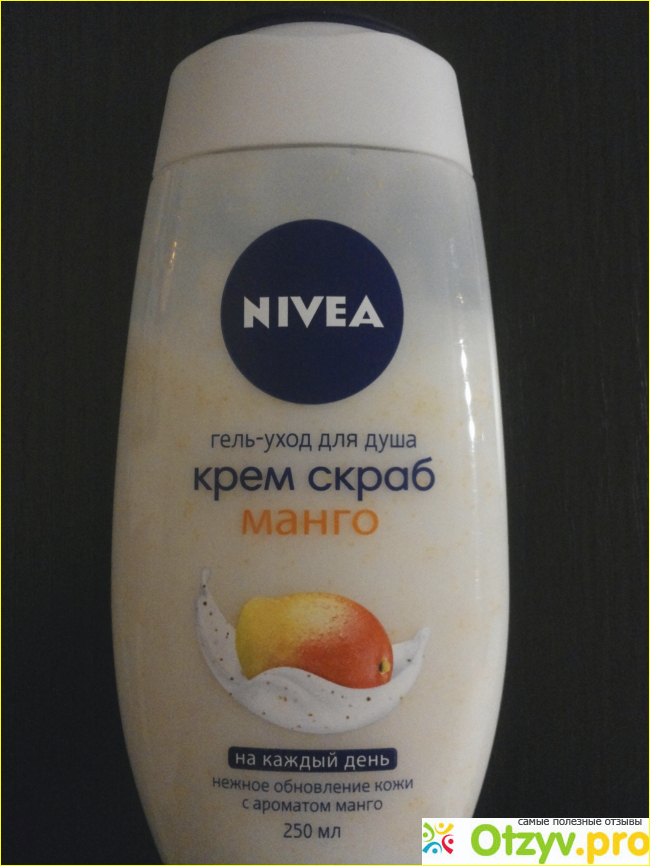 NIVEA
гель-уход для душа
крем скраб
манго
на каждый день
нежное обновление кожи
с ароматом манго
250 мл
самые полезные отзывы
Otzyv.pro